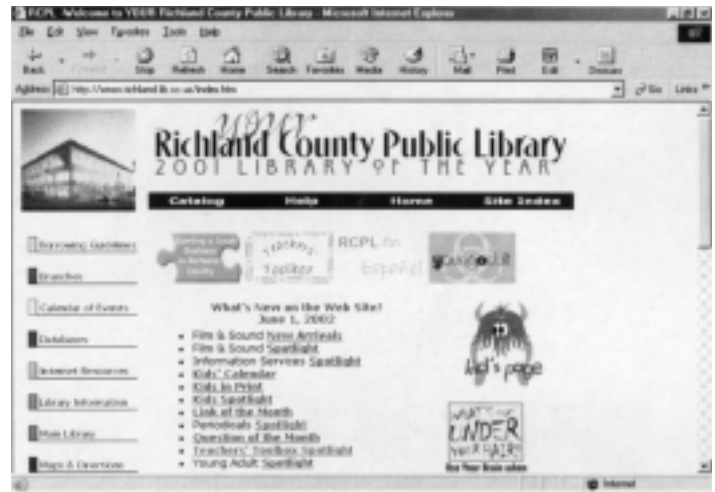 RCPL Welcome to YOUR Richland County Public Library - Microsoft Internet Explorer
File Edit View Favorites Tools Help
Back Forward Stop Refresh Home Search Favorites Media History Mail Print Edit Discuss
Address Go Links
your
Richland County Public Library
2001 LIBRARY OF THE YEAR
Catalog Help Home Site Index
Borrowing Guidelines
Branches
Calendar of Events
Databases
Internet Resources
Library Information
Main Library
Maps & Directions
Teachers' Toolbox
RCPL en Español
What's New on the Web Site?
June 1, 2002
Film & Sound New Arrivals
Film & Sound Spotlight
Information Services Spotlight
Kids' Calendar
Kids in Print
Kids Spotlight
Link of the Month
Periodicals Spotlight
Question of the Month
Teachers' Toolbox Spotlight
Young Adult Spotlight
kid's page
WHAT'S
UNDER
YOUR HAIR?
Use Your Brain
Internet